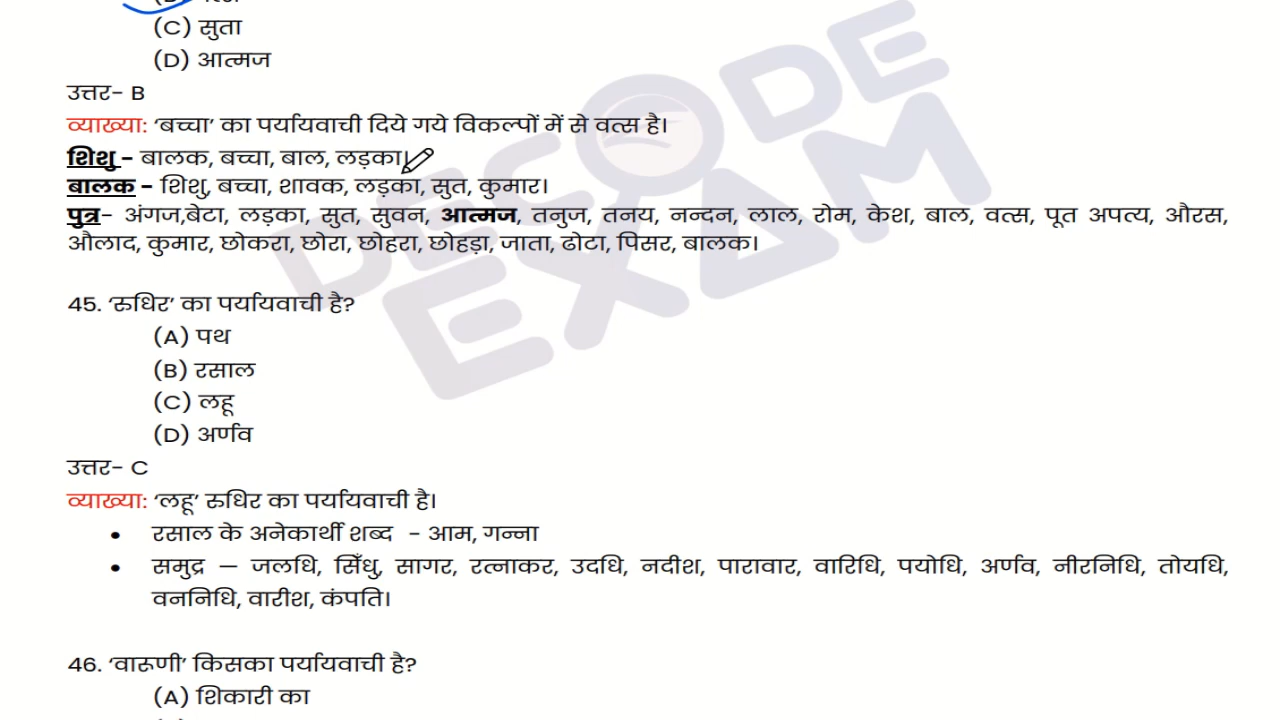 (C) सुता
(D) आत्मज
उत्तर- B
व्याख्या: 'बच्चा' का पर्यायवाची दिये गये विकल्पों में से वत्स है।
शिशु - बालक, बच्चा, बाल, लड़का।
बालक - शिशु, बच्चा, शावक, लड़का, सुत, कुमार।
पुत्र- अंगज,बेटा, लड़का, सुत, सुवन, आत्मज, तनुज, तनय, नन्दन, लाल, रोम, केश, बाल, वत्स, पूत अपत्य, औरस,
औलाद, कुमार, छोकरा, छोरा, छोहरा, छोहड़ा, जाता, ढोटा, पिसर, बालक।
45. 'रुधिर' का पर्यायवाची है?
(A) पथ
(B) रसाल
(C) लहू
(D) अर्णव
उत्तर- C
व्याख्या: 'लहू' रुधिर का पर्यायवाची है।
• रसाल के अनेकार्थी शब्द - आम, गन्ना
• समुद्र — जलधि, सिँधु, सागर, रत्नाकर, उदधि, नदीश, पारावार, वारिधि, पयोधि, अर्णव, नीरनिधि, तोयधि,
वननिधि, वारीश, कंपति।
46. 'वारूणी' किसका पर्यायवाची है?
(A) शिकारी का
DECODE
EXAM